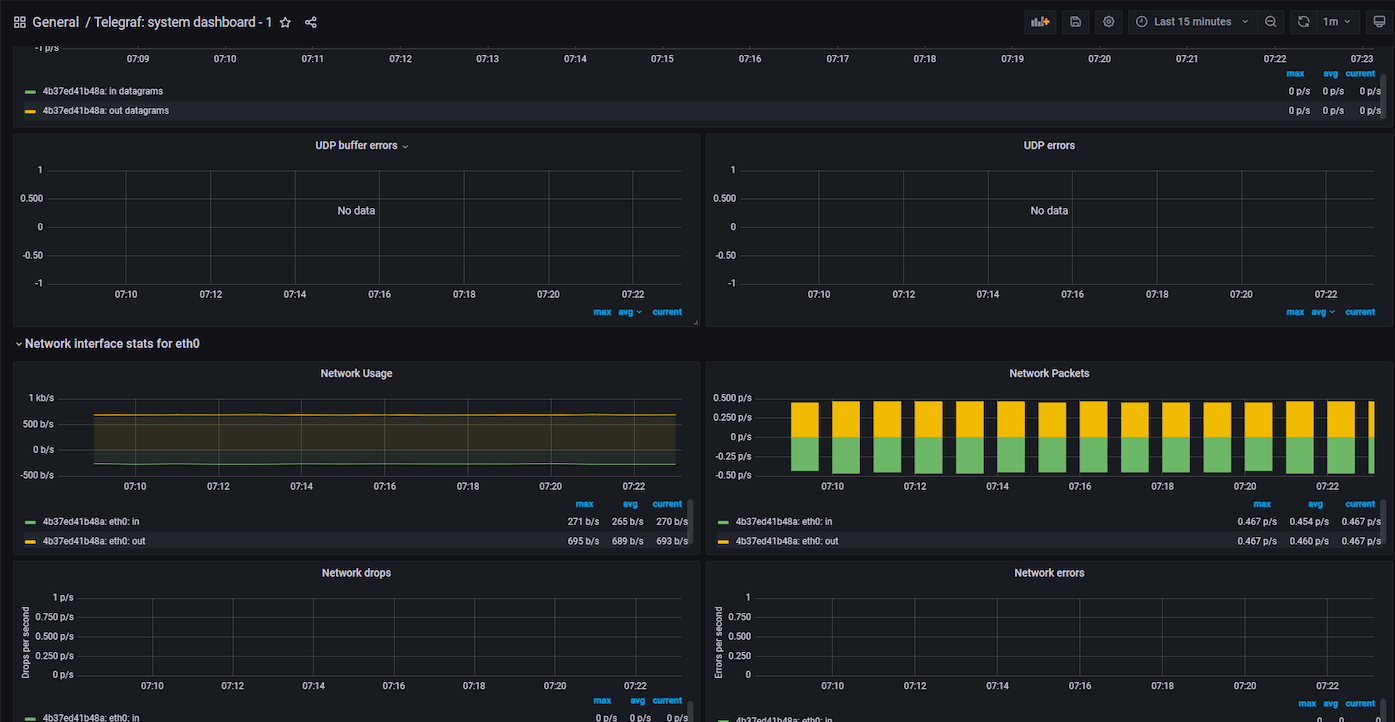 General / Telegraf: system dashboard - 1
Last 15 minutes
1m
-1 p/s
07:09 07:10 07:11 07:12 07:13 07:14 07:15 07:16 07:17 07:18 07:19 07:20 07:21 07:22 07:23
max avg current
4b37ed41b48a: in datagrams 0 p/s 0 p/s 0 p/s
4b37ed41b48a: out datagrams 0 p/s 0 p/s 0 p/s
UDP buffer errors
1
0.500
0
-0.50
-1
No data
07:10 07:12 07:14 07:16 07:18 07:20 07:22
max avg current
UDP errors
1
0.500
0
-0.50
-1
No data
07:10 07:12 07:14 07:16 07:18 07:20 07:22
max avg current
Network interface stats for eth0
Network Usage
1 kb/s
500 b/s
0 b/s
-500 b/s
07:10 07:12 07:14 07:16 07:18 07:20 07:22
max avg current
4b37ed41b48a: eth0: in 271 b/s 265 b/s 270 b/s
4b37ed41b48a: eth0: out 695 b/s 689 b/s 693 b/s
Network Packets
0.500 p/s
0.250 p/s
0 p/s
-0.25 p/s
-0.50 p/s
07:10 07:12 07:14 07:16 07:18 07:20 07:22
max avg current
4b37ed41b48a: eth0: in 0.467 p/s 0.454 p/s 0.467 p/s
4b37ed41b48a: eth0: out 0.467 p/s 0.460 p/s 0.467 p/s
Network drops
Drops per second
1 p/s
0.750 p/s
0.500 p/s
0.250 p/s
0 p/s
07:10 07:12 07:14 07:16 07:18 07:20 07:22
max avg current
4b37ed41b48a: eth0: in 0 p/s 0 p/s 0 p/s
Network errors
Errors per second
1
0.750
0.500
0.250
0
07:10 07:12 07:14 07:16 07:18 07:20 07:22
max avg current
4b37ed41b48a: eth0: in 0 0 0